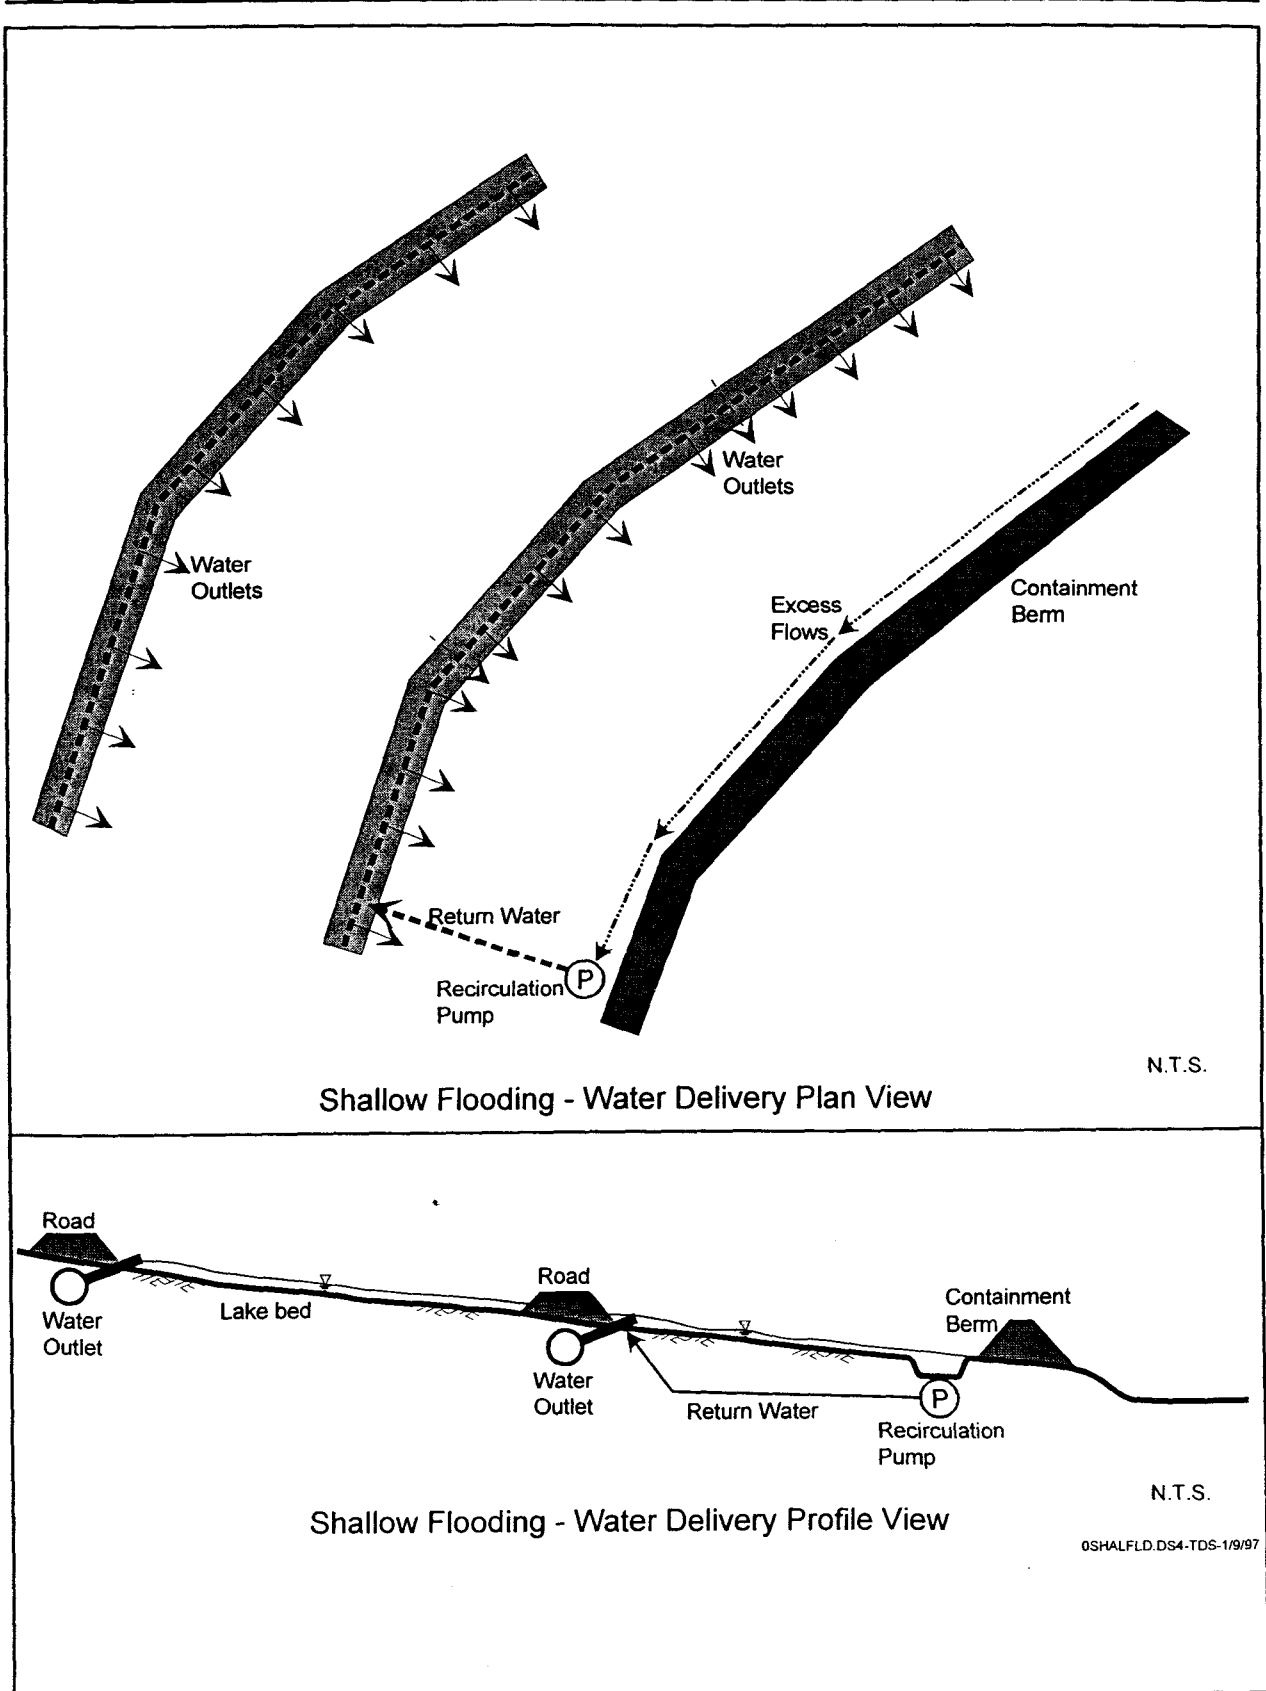 Water
Outlets
Water
Outlets
Excess
Flows
Containment
Berm
Return Water
Recirculation
Pump
P
N.T.S.
Shallow Flooding - Water Delivery Plan View
Road
Water
Outlet
Lake bed
Road
Water
Outlet
Return Water
Containment
Berm
P
Recirculation
Pump
N.T.S.
Shallow Flooding - Water Delivery Profile View
0SHALFLD.DS4-TDS-1/9/97